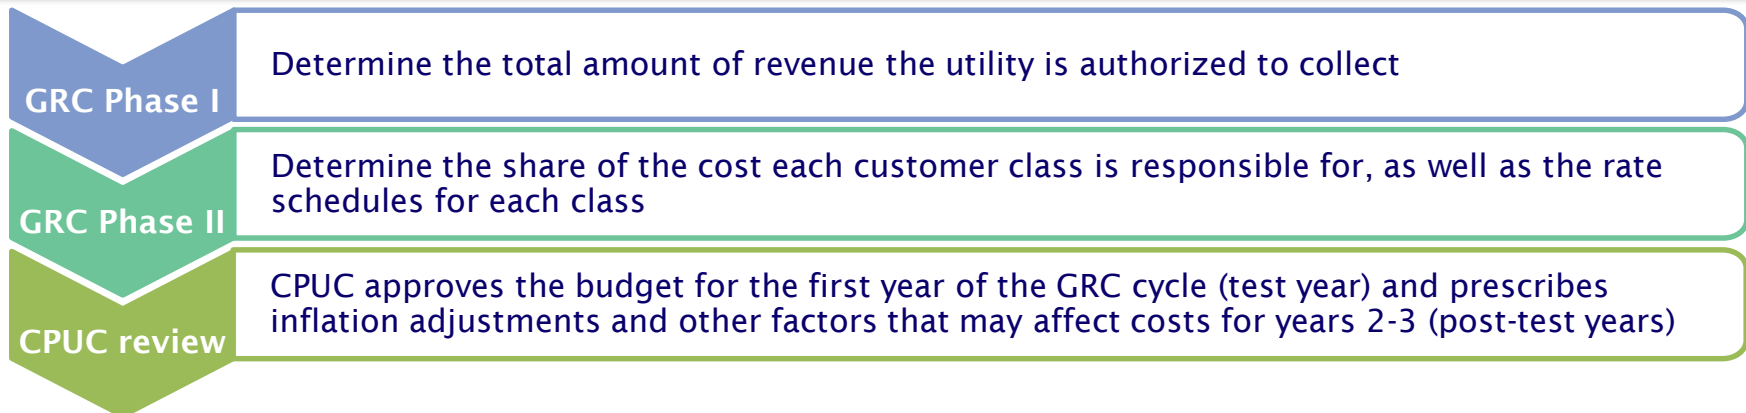 GRC Phase I
Determine the total amount of revenue the utility is authorized to collect
GRC Phase II
Determine the share of the cost each customer class is responsible for, as well as the rate
schedules for each class
CPUC review
CPUC approves the budget for the first year of the GRC cycle (test year) and prescribes
inflation adjustments and other factors that may affect costs for years 2-3 (post-test years)